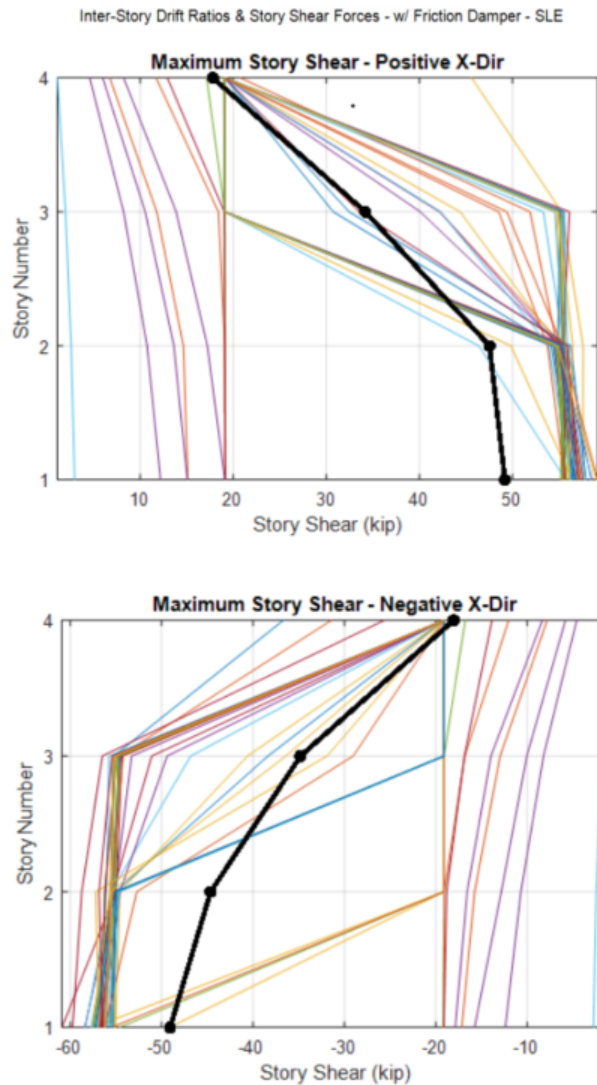 Inter-Story Drift Ratios & Story Shear Forces - w/ Friction Damper - SLE
Maximum Story Shear - Positive X-Dir
4
3
2
1
Story Number
10 20 30 40 50
Story Shear (kip)
Maximum Story Shear - Negative X-Dir
4
3
2
1
Story Number
-60 -50 -40 -30 -20 -10
Story Shear (kip)